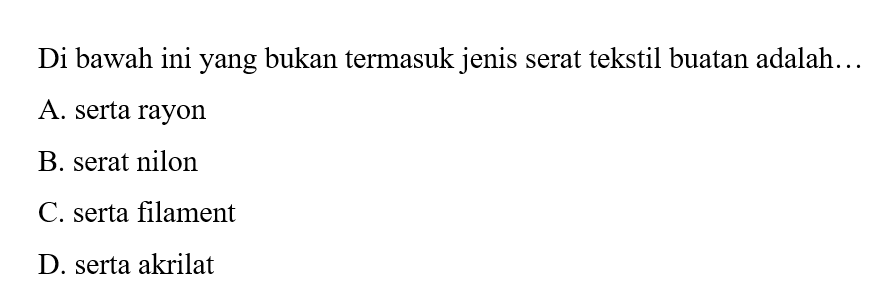 Di bawah ini yang bukan termasuk jenis serat tekstil buatan adalah…
A. serta rayon
B. serat nilon
C. serta filament
D. serta akrilat